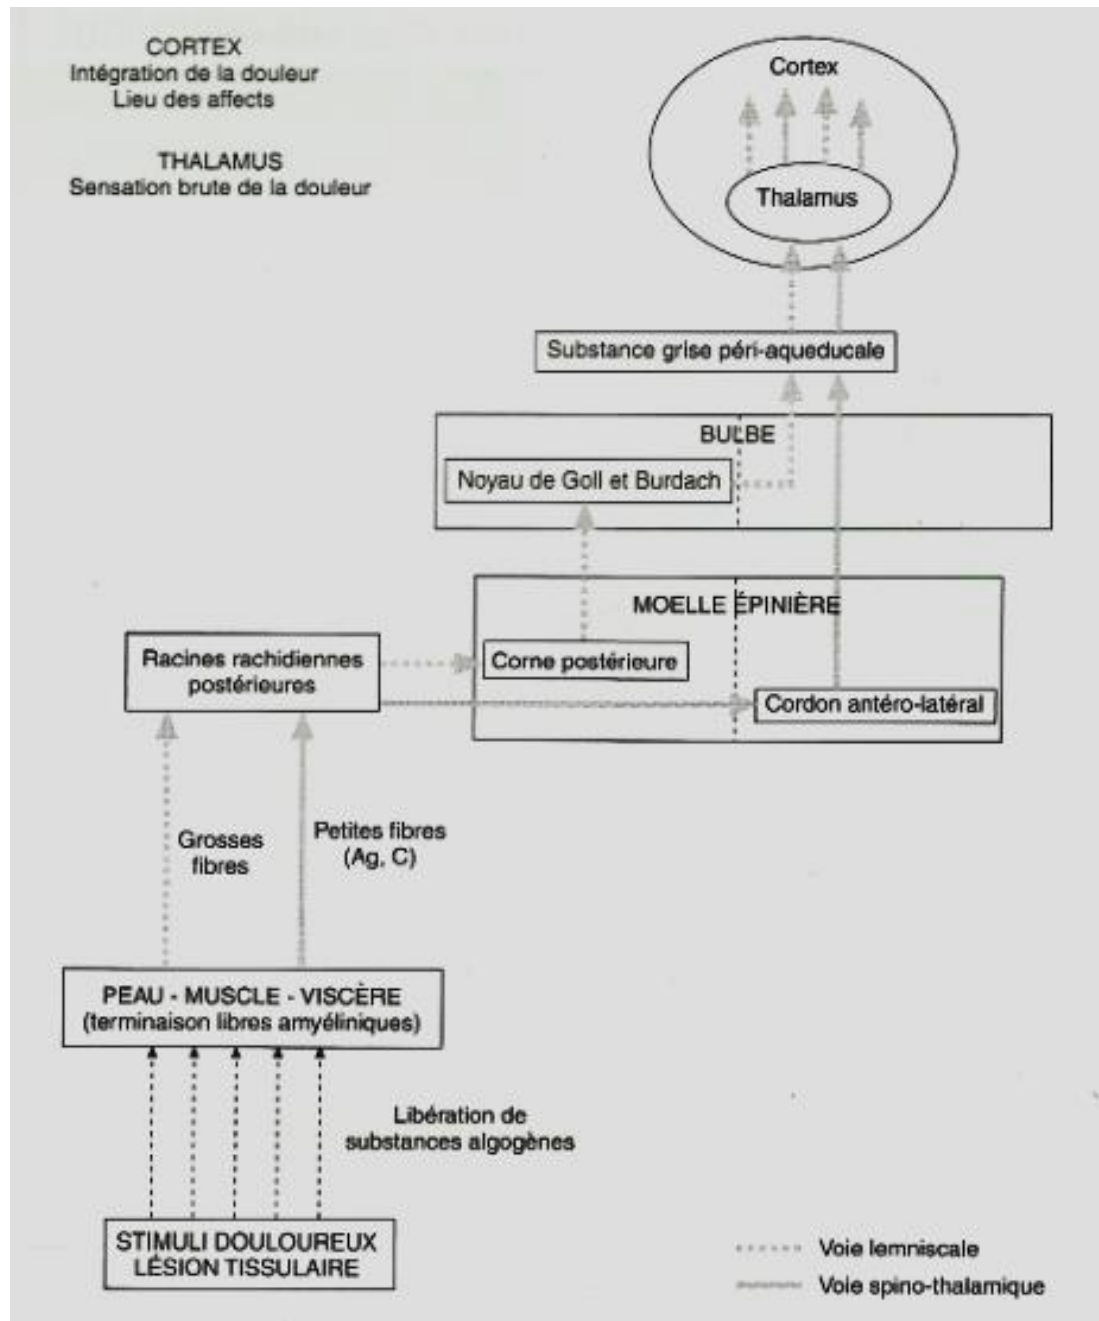 CORTEX
Intégration de la douleur
Lieu des affects
THALAMUS
Sensation brute de la douleur
Cortex
Thalamus
Substance grise péri-aqueducale
BULBE
Noyau de Goll et Burdach
MOELLE ÉPINIÈRE
Racines rachidiennes
postérieures
Corne postérieure
Cordon antéro-latéral
Grosses
fibres
Petites fibres
(Ag, C)
PEAU - MUSCLE - VISCÈRE
(terminaison libres amyéliniques)
Libération de
substances algogènes
STIMULI DOULOUREUX
LÉSION TISSULAIRE
Voie lemniscale
Voie spino-thalamique